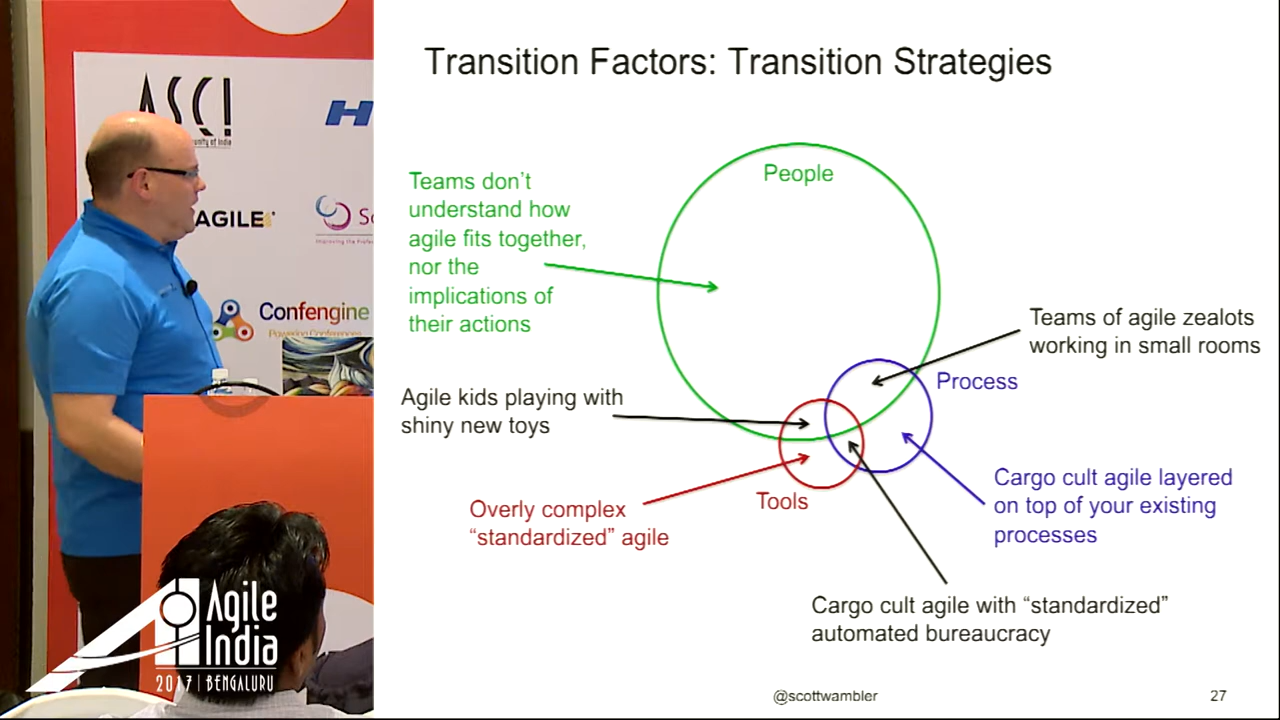 Transition Factors: Transition Strategies
People
Teams don't
understand how
agile fits together,
nor the
implications of
their actions
Teams of agile zealots
working in small rooms
Process
Agile kids playing with
shiny new toys
Cargo cult agile layered
on top of your existing
processes
Tools
Overly complex
“standardized” agile
Cargo cult agile with “standardized”
automated bureaucracy
@scottwambler
27
ASCI
AGILE
Confengine
Powering Conferences
Agile
India
2017 | BENGALURU